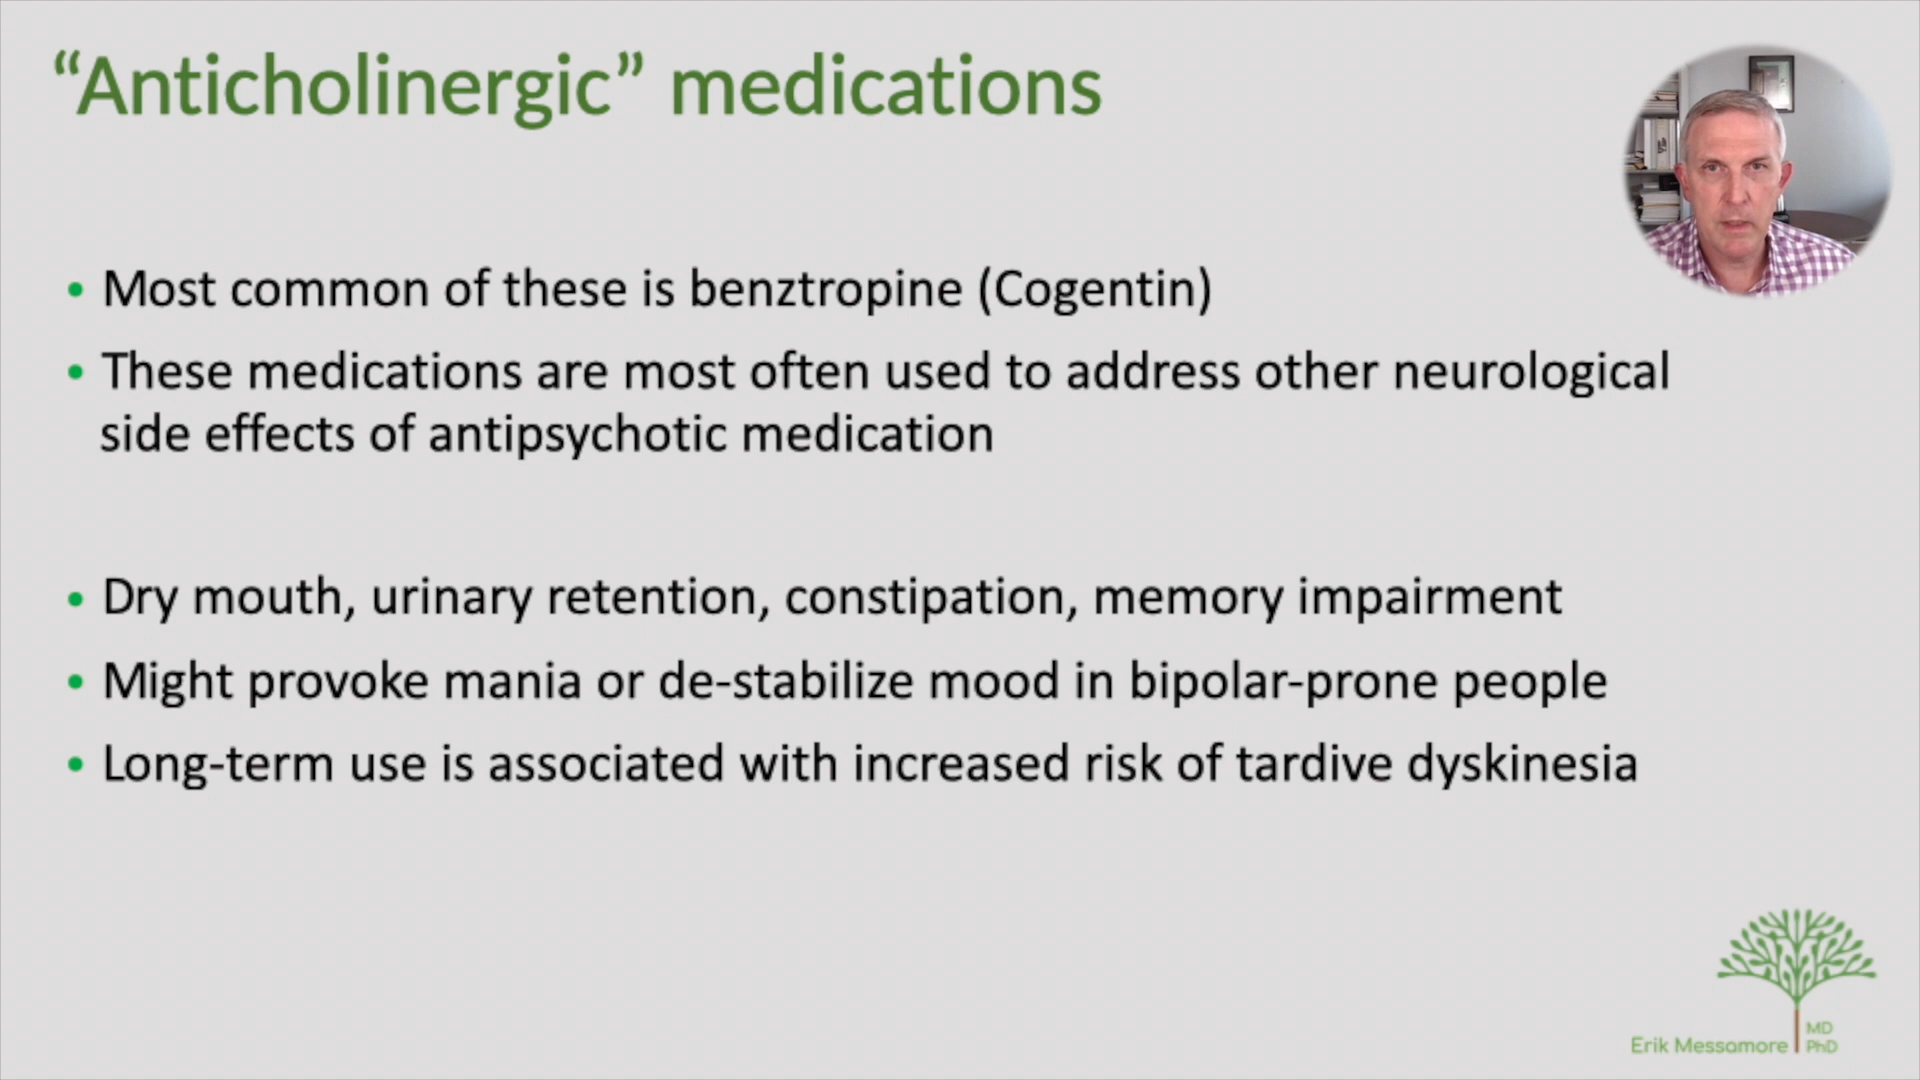 “Anticholinergic” medications
• Most common of these is benztropine (Cogentin)
• These medications are most often used to address other neurological
side effects of antipsychotic medication
• Dry mouth, urinary retention, constipation, memory impairment
• Might provoke mania or de-stabilize mood in bipolar-prone people
• Long-term use is associated with increased risk of tardive dyskinesia
Erik Messamore
MD
PhD